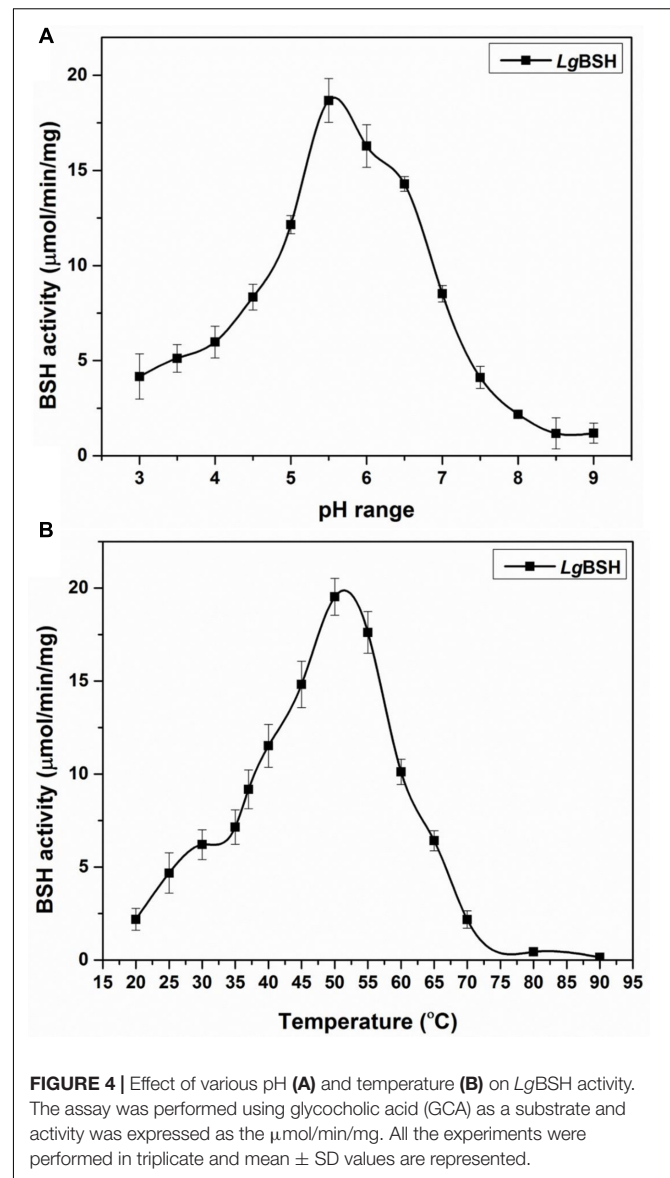 A
LgBSH
20
15
10
5
0
BSH activity (μmol/min/mg)
3 4 5 6 7 8 9
pH range
B
LgBSH
20
15
10
5
0
BSH activity (μmol/min/mg)
15 20 25 30 35 40 45 50 55 60 65 70 75 80 85 90 95
Temperature (°C)
FIGURE 4 | Effect of various pH (A) and temperature (B) on LgBSH activity.
The assay was performed using glycocholic acid (GCA) as a substrate and
activity was expressed as the μmol/min/mg. All the experiments were
performed in triplicate and mean ± SD values are represented.